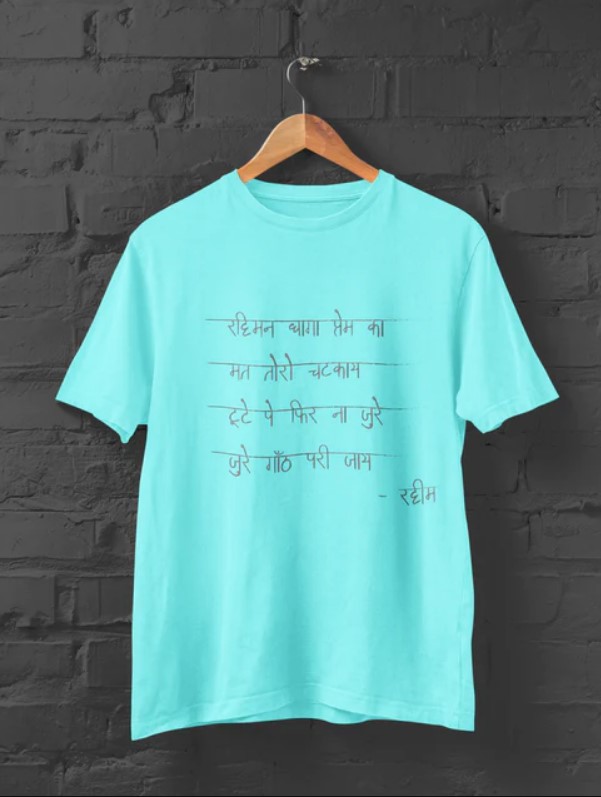 रहिमन धागा प्रेम का
मत तोरो चटकाय
टूटे पे फिर ना जुरे
जुरे गाँठ परी जाय
- रहीम